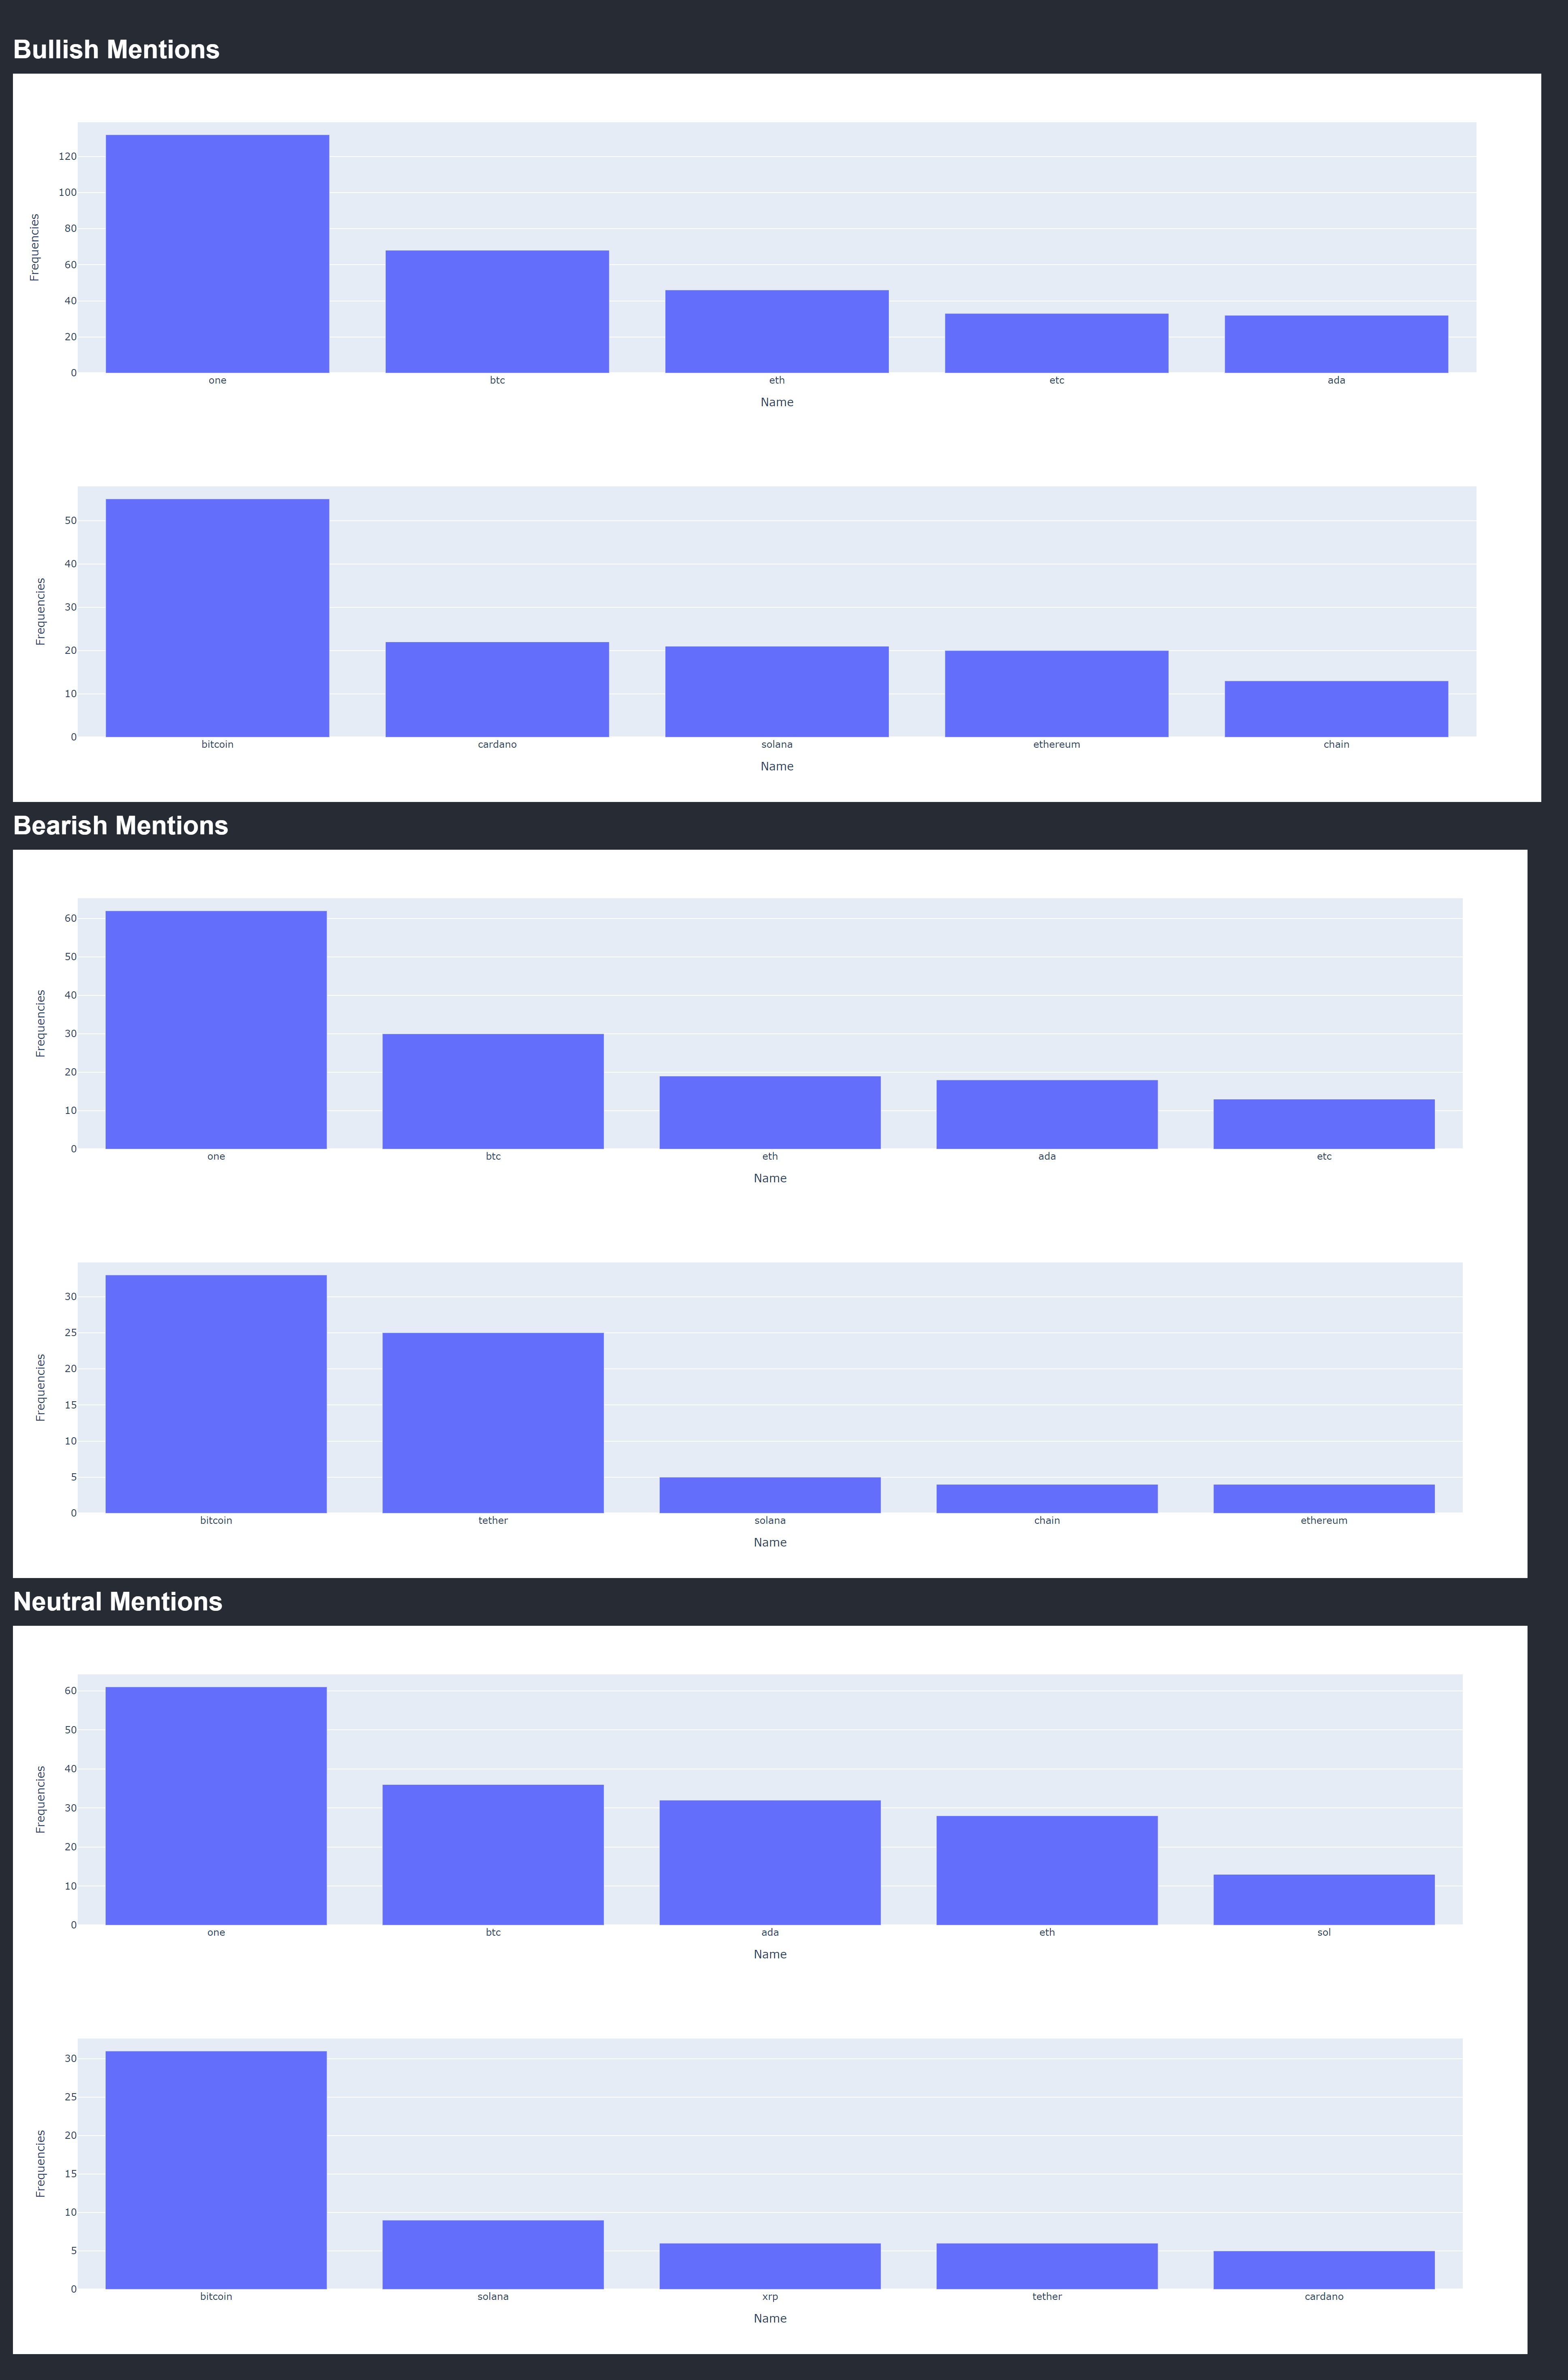 Bullish Mentions
120
100
80
60
40
20
0
Frequencies
one btc eth etc ada
Name
50
40
30
20
10
0
Frequencies
bitcoin cardano solana ethereum chain
Name
Bearish Mentions
60
50
40
30
20
10
0
Frequencies
one btc eth ada etc
Name
30
25
20
15
10
5
0
Frequencies
bitcoin tether solana chain ethereum
Name
Neutral Mentions
60
50
40
30
20
10
0
Frequencies
one btc ada eth sol
Name
30
25
20
15
10
5
0
Frequencies
bitcoin solana xrp tether cardano
Name